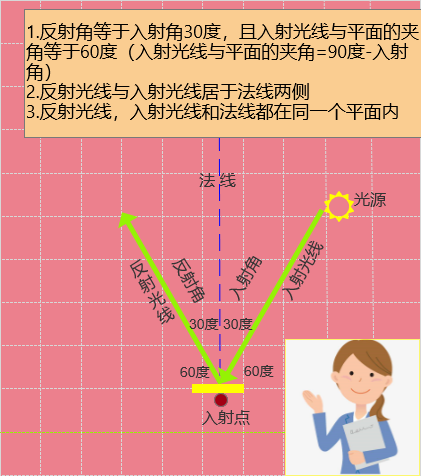 1.反射角等于入射角30度，且入射光线与平面的夹
角等于60度（入射光线与平面的夹角=90度-入射
角）
2.反射光线与入射光线居于法线两侧
3.反射光线，入射光线和法线都在同一个平面内
法 线
光源
反射光线
反射角
入射角
入射光线
30度 30度
60度
60度
入射点